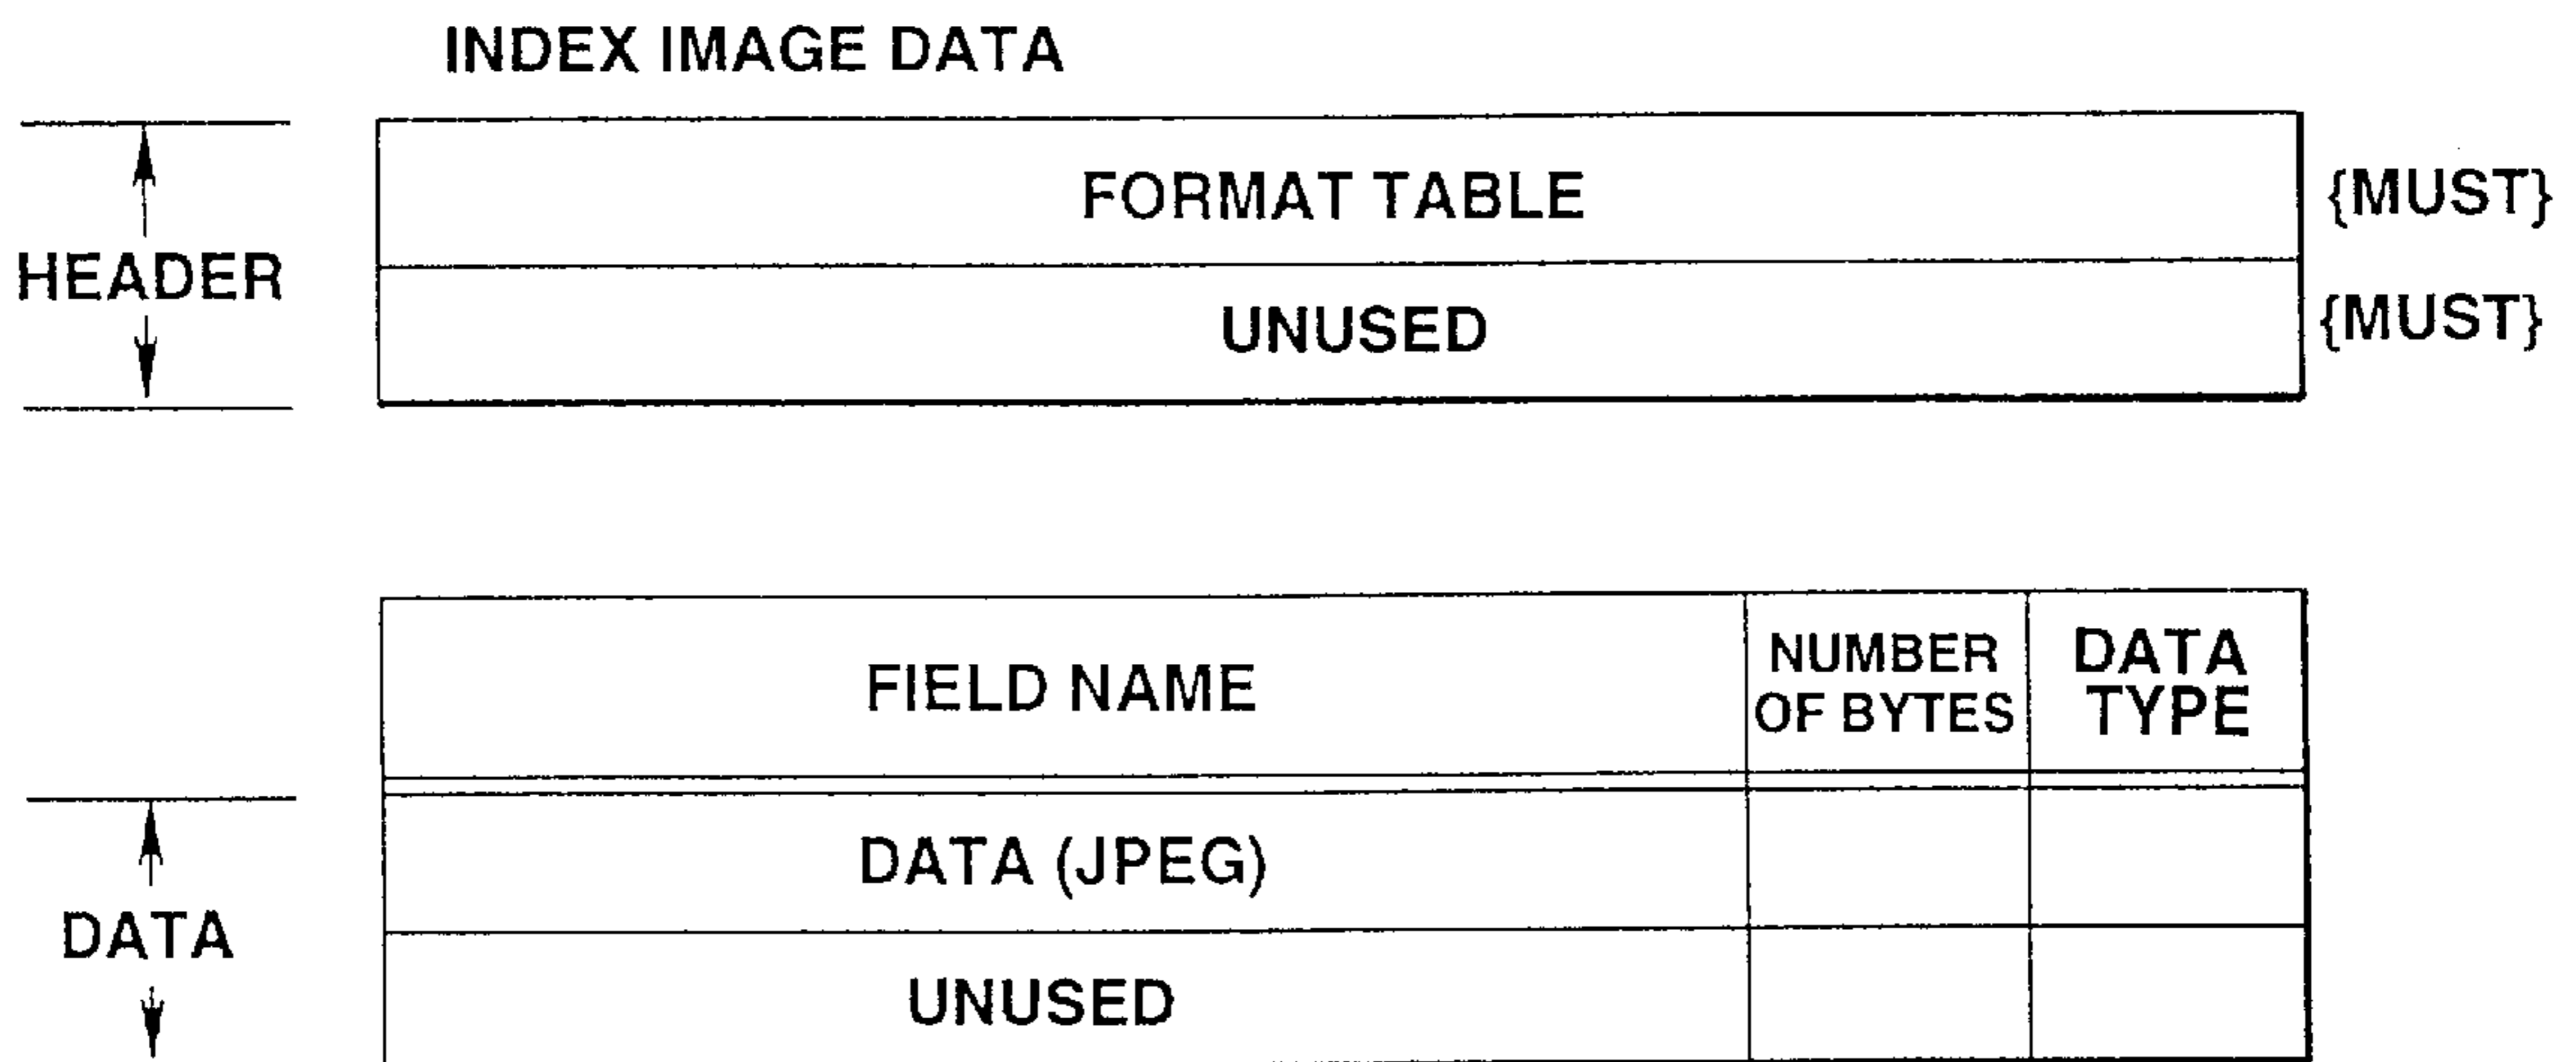 INDEX IMAGE DATA
FORMAT TABLE {MUST}
HEADER
UNUSED {MUST}
FIELD NAME
NUMBER
OF BYTES
DATA
TYPE
DATA (JPEG)
DATA
UNUSED